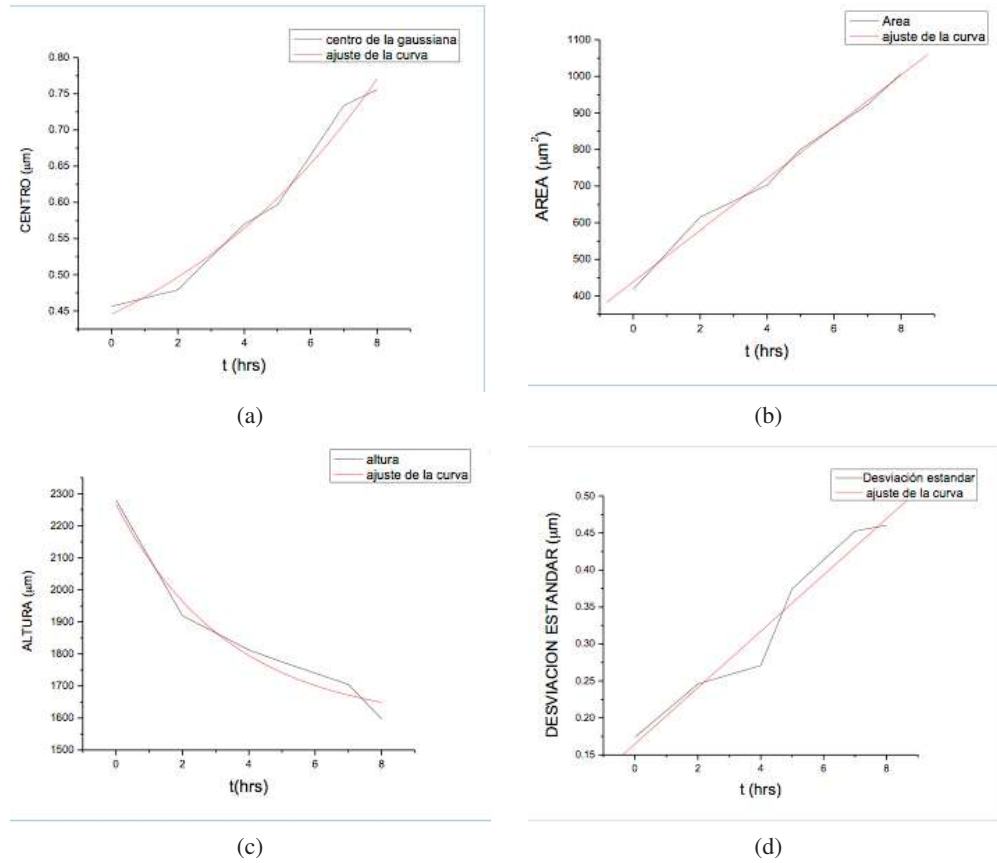 centro de la gaussiana
ajuste de la curva
0.80
0.75
0.70
0.65
0.60
0.55
0.50
0.45
CENTRO (μm)
0 2 4 6 8
t (hrs)
(a)
Area
ajuste de la curva
1100
1000
900
800
700
600
500
400
AREA (μm²)
0 2 4 6 8
t (hrs)
(b)
altura
ajuste de la curva
2300
2200
2100
2000
1900
1800
1700
1600
1500
ALTURA (μm)
0 2 4 6 8
t(hrs)
(c)
Desviación estandar
ajuste de la curva
0.50
0.45
0.40
0.35
0.30
0.25
0.20
0.15
DESVIACION ESTANDAR (μm)
0 2 4 6 8
t (hrs)
(d)